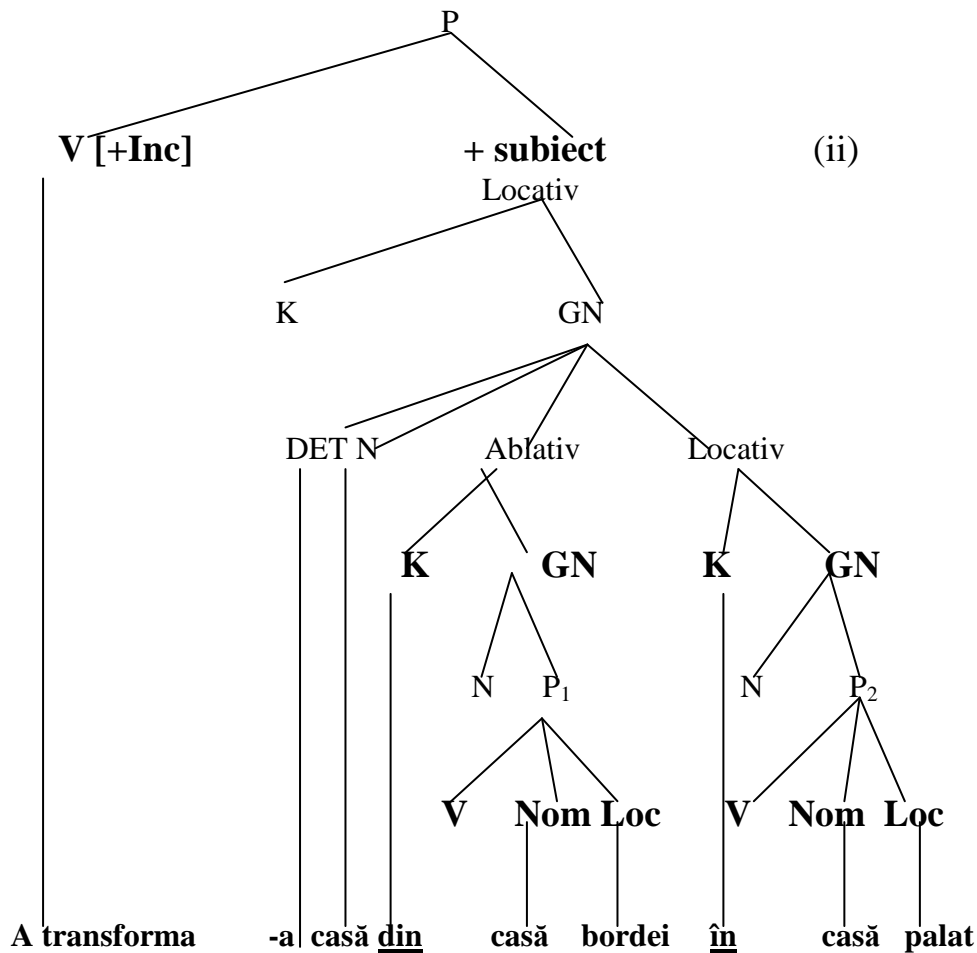 P
V [+Inc] + subiect (ii)
Locativ
K GN
DET N Ablativ Locativ
K GN K GN
N P₁ N P₂
V Nom Loc V Nom Loc
A transforma -a casă din casă bordei în casă palat